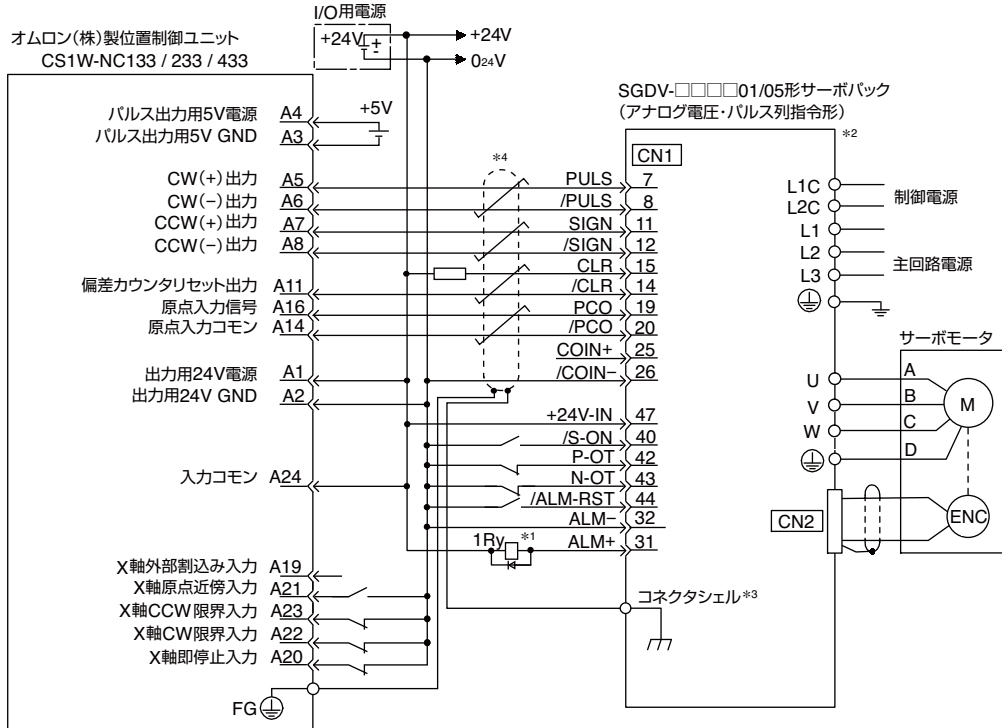 I/O用電源
+24V
+24V
024V
オムロン(株)製位置制御ユニット
CS1W-NC133 / 233 / 433
SGDV-□□□□01/05形サーボパック
(アナログ電圧・パルス列指令形)
*2
パルス出力用5V電源 A4
+5V
パルス出力用5V GND A3
CN1
*4
CW(+)出力 A5 PULS 7
CW(-)出力 A6 /PULS 8
CCW(+)出力 A7 SIGN 11
CCW(-)出力 A8 /SIGN 12
CLR 15
偏差カウンタリセット出力 A11 /CLR 14
原点入力信号 A16 PCO 19
原点入力コモン A14 /PCO 20
COIN+ 25
出力用24V電源 A1 /COIN- 26
出力用24V GND A2
+24V-IN 47
/S-ON 40
P-OT 42
入力コモン A24 N-OT 43
/ALM-RST 44
ALM- 32
1Ry *1 ALM+ 31
X軸外部割込み入力 A19
X軸原点近傍入力 A21
X軸CCW限界入力 A23
X軸CW限界入力 A22
X軸即停止入力 A20
FG
コネクタシェル*3
L1C
L2C
制御電源
L1
L2
L3
主回路電源
サーボモータ
U A
V B
W C
D
M
CN2
ENC